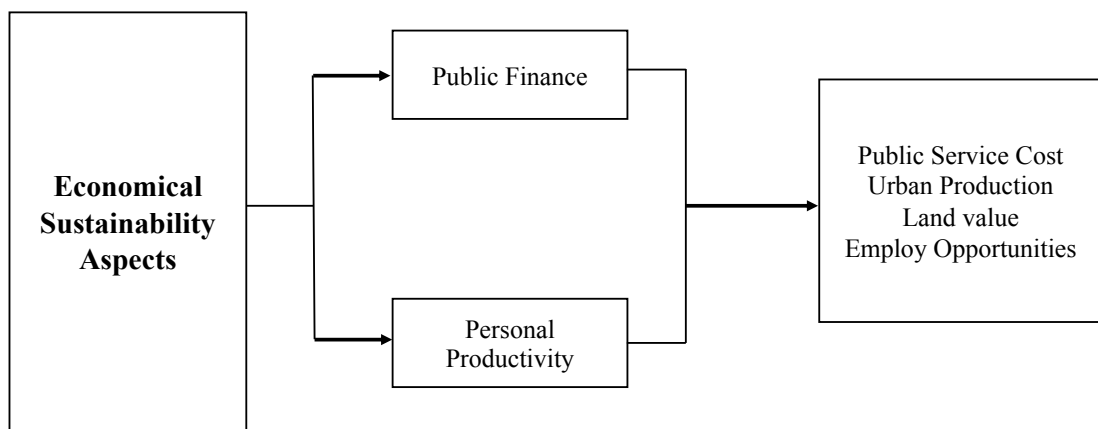 Economical
Sustainability
Aspects
Public Finance
Personal
Productivity
Public Service Cost
Urban Production
Land value
Employ Opportunities